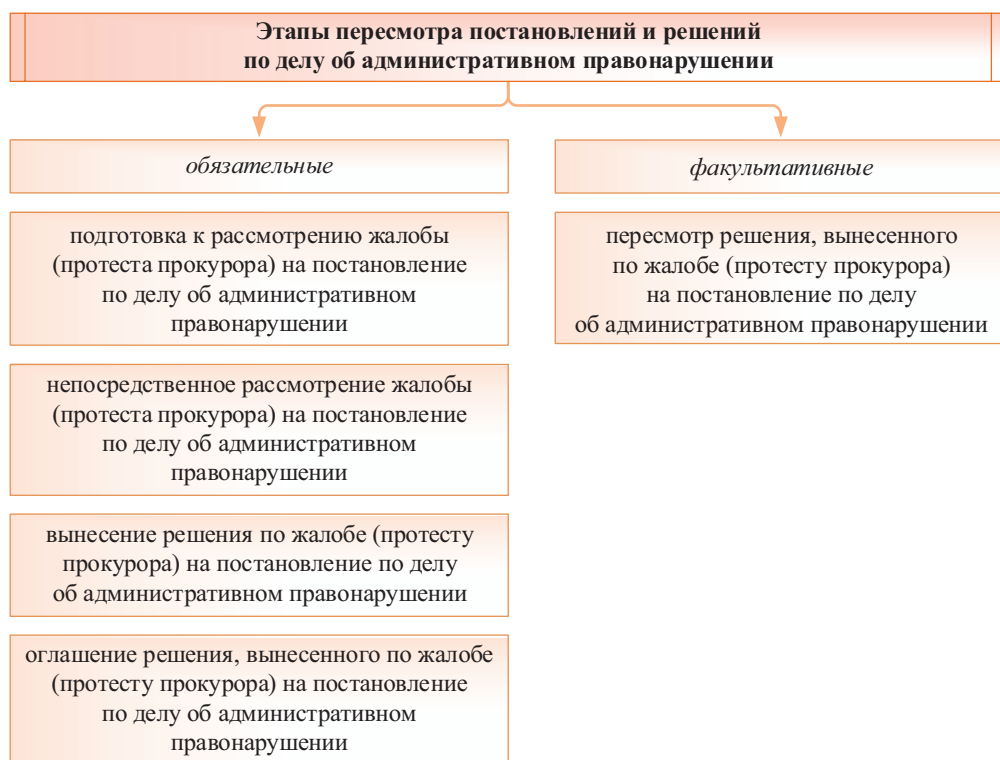 Этапы пересмотра постановлений и решений
по делу об административном правонарушении
обязательные
подготовка к рассмотрению жалобы
(протеста прокурора) на постановление
по делу об административном
правонарушении
непосредственное рассмотрение жалобы
(протеста прокурора) на постановление
по делу об административном
правонарушении
вынесение решения по жалобе (протесту
прокурора) на постановление по делу
об административном правонарушении
оглашение решения, вынесенного по жалобе
(протесту прокурора) на постановление
по делу об административном
правонарушении
факультативные
пересмотр решения, вынесенного
по жалобе (протесту прокурора)
на постановление по делу
об административном правонарушении